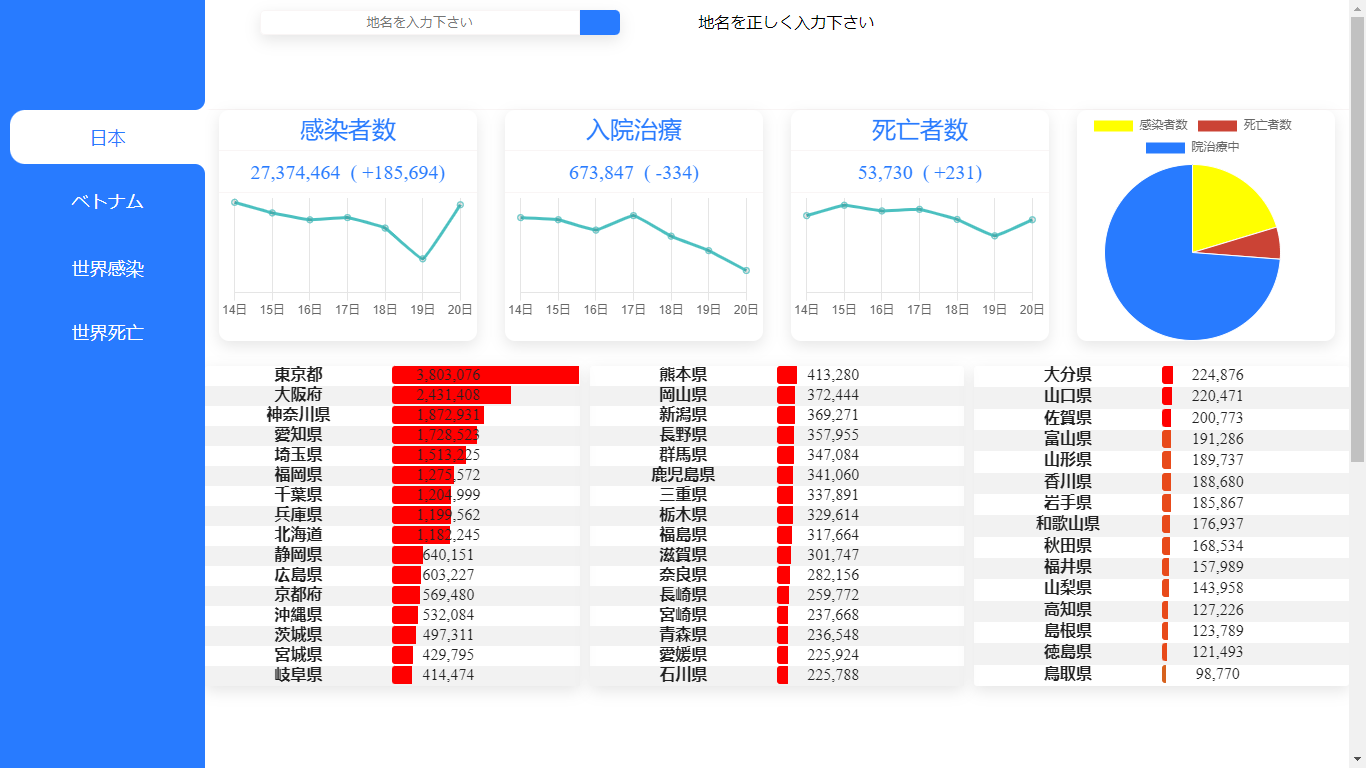 地名を入力下さい
地名を正しく入力下さい
日本
ベトナム
世界感染
世界死亡
感染者数
27,374,464 ( +185,694)
14日 15日 16日 17日 18日 19日 20日
入院治療
673,847 ( -334)
14日 15日 16日 17日 18日 19日 20日
死亡者数
53,730 ( +231)
14日 15日 16日 17日 18日 19日 20日
感染者数 死亡者数
院治療中
東京都 3,803,076
大阪府 2,431,408
神奈川県 1,872,931
愛知県 1,728,523
埼玉県 1,513,225
福岡県 1,275,572
千葉県 1,204,999
兵庫県 1,199,562
北海道 1,182,245
静岡県 640,151
広島県 603,227
京都府 569,480
沖縄県 532,084
茨城県 497,311
宮城県 429,795
岐阜県 414,474
熊本県 413,280
岡山県 372,444
新潟県 369,271
長野県 357,955
群馬県 347,084
鹿児島県 341,060
三重県 337,891
栃木県 329,614
福島県 317,664
滋賀県 301,747
奈良県 282,156
長崎県 259,772
宮崎県 237,668
青森県 236,548
愛媛県 225,924
石川県 225,788
大分県 224,876
山口県 220,471
佐賀県 200,773
富山県 191,286
山形県 189,737
香川県 188,680
岩手県 185,867
和歌山県 176,937
秋田県 168,534
福井県 157,989
山梨県 143,958
高知県 127,226
島根県 123,789
徳島県 121,493
鳥取県 98,770